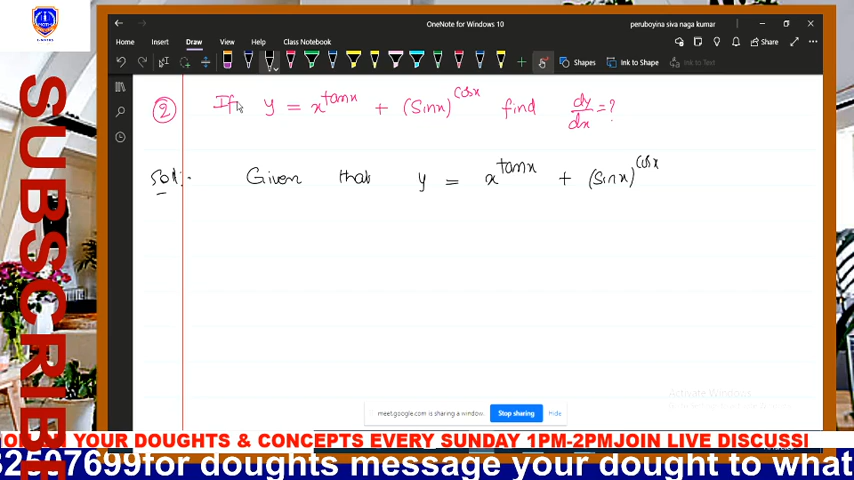 OneNote for Windows 10
peruboyina siva naga kumar
Home Insert Draw View Help Class Notebook
Share
Shapes
Ink to Shape
Ink to Text
② If y = x^tanx + (Sinx)^Cosx find dy/dx = ?
Sol:- Given that y = x^tanx + (Sinx)^Cosx
Activate Windows
meet.google.com is sharing a window.
Stop sharing
Hide
SUBSCRIBE
YOUR DOUGHTS & CONCEPTS EVERY SUNDAY 1PM-2PMJOIN LIVE DISCUSSI
82507699for doughts message your dought to what